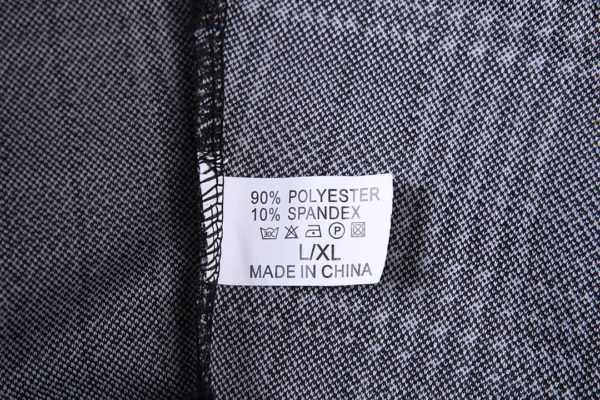 90% POLYESTER
10% SPANDEX
L/XL
MADE IN CHINA